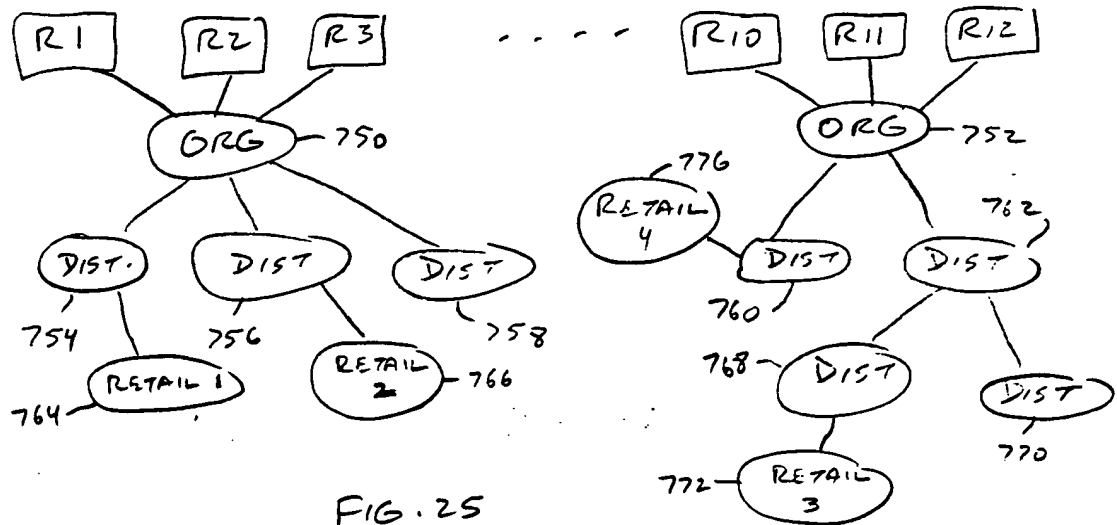 R1 R2 R3 R10 R11 R12
ORG 750 ORG 752
776
RETAIL
4
762
DIST. DIST DIST DIST DIST
754 756 758 760
RETAIL 1 RETAIL
2 766 768 DIST DIST
764 770
772 RETAIL
3
FIG. 25